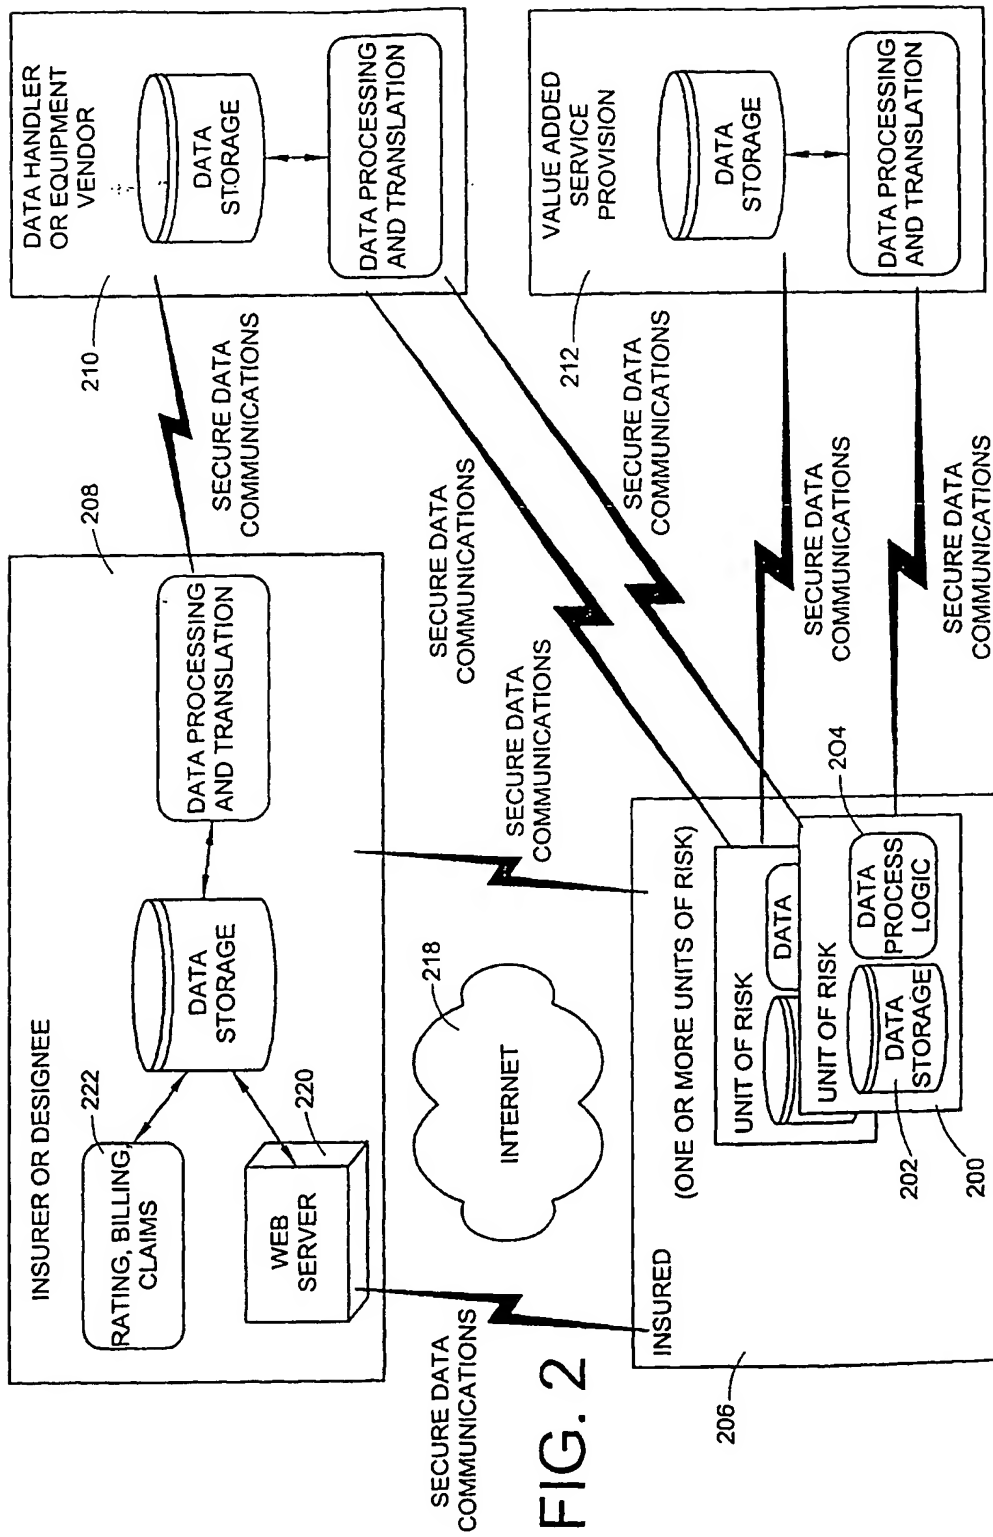 INSURER OR DESIGNEE
208
222
RATING, BILLING,
CLAIMS
220
WEB
SERVER
DATA
STORAGE
DATA PROCESSING
AND TRANSLATION
SECURE DATA
COMMUNICATIONS
210
DATA HANDLER
OR EQUIPMENT
VENDOR
DATA
STORAGE
DATA PROCESSING
AND TRANSLATION
SECURE DATA
COMMUNICATIONS
INTERNET
218
SECURE DATA
COMMUNICATIONS
SECURE DATA
COMMUNICATIONS
SECURE DATA
COMMUNICATIONS
212
VALUE ADDED
SERVICE
PROVISION
DATA
STORAGE
DATA PROCESSING
AND TRANSLATION
SECURE DATA
COMMUNICATIONS
SECURE DATA
COMMUNICATIONS
INSURED
(ONE OR MORE UNITS OF RISK)
206
UNIT OF RISK
DATA
UNIT OF RISK
DATA
STORAGE
DATA
PROCESS
LOGIC
204
202
200
FIG. 2